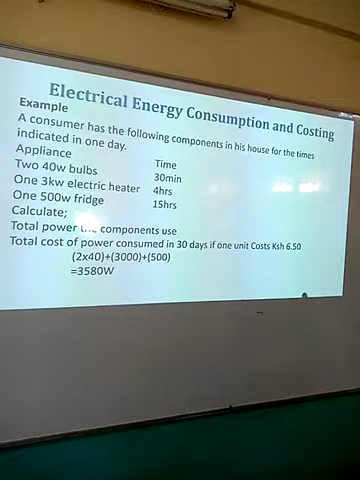 Electrical Energy Consumption and Costing
Example
A consumer has the following components in his house for the times
indicated in one day.
Appliance Time
Two 40w bulbs 30min
One 3kw electric heater 4hrs
One 500w fridge 15hrs
Calculate;
Total power components use
Total cost of power consumed in 30 days if one unit Costs Ksh 6.50
(2x40)+(3000)+(500)
=3580W